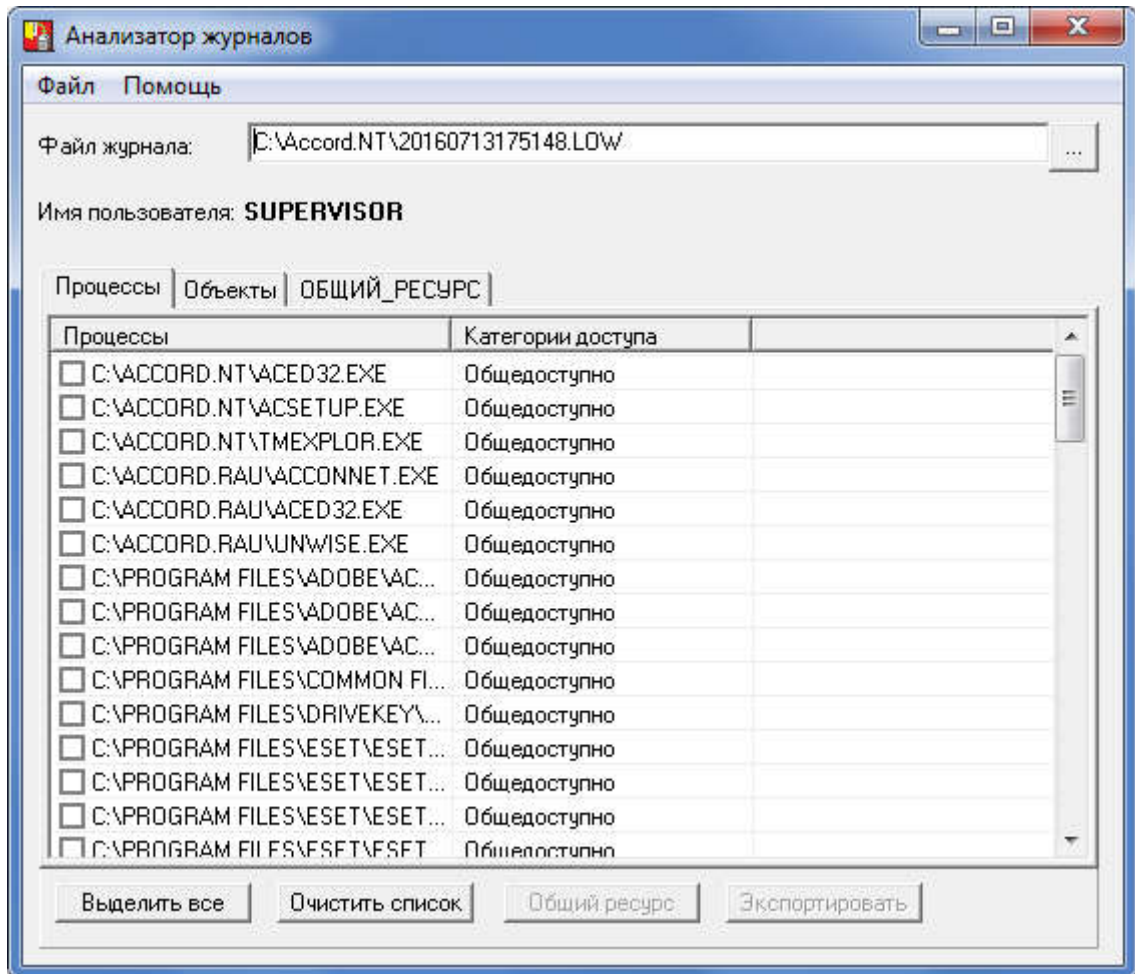 Анализатор журналов
Файл Помощь
Файл журнала: C:\Accord.NT\20160713175148.LOW ...
Имя пользователя: SUPERVISOR
Процессы Объекты ОБЩИЙ_РЕСУРС
Процессы Категории доступа
C:\ACCORD.NT\ACED32.EXE Общедоступно
C:\ACCORD.NT\ACSETUP.EXE Общедоступно
C:\ACCORD.NT\TMEXPLOR.EXE Общедоступно
C:\ACCORD.RAU\ACCONNET.EXE Общедоступно
C:\ACCORD.RAU\ACED32.EXE Общедоступно
C:\ACCORD.RAU\UNWISE.EXE Общедоступно
C:\PROGRAM FILES\ADOBE\AC... Общедоступно
C:\PROGRAM FILES\ADOBE\AC... Общедоступно
C:\PROGRAM FILES\ADOBE\AC... Общедоступно
C:\PROGRAM FILES\COMMON FI... Общедоступно
C:\PROGRAM FILES\DRIVEKEY\... Общедоступно
C:\PROGRAM FILES\ESET\ESET... Общедоступно
C:\PROGRAM FILES\ESET\ESET... Общедоступно
C:\PROGRAM FILES\ESET\ESET... Общедоступно
C:\PROGRAM FILES\ESET\ESET Общедоступно
Выделить все Очистить список Общий ресурс Экспортировать